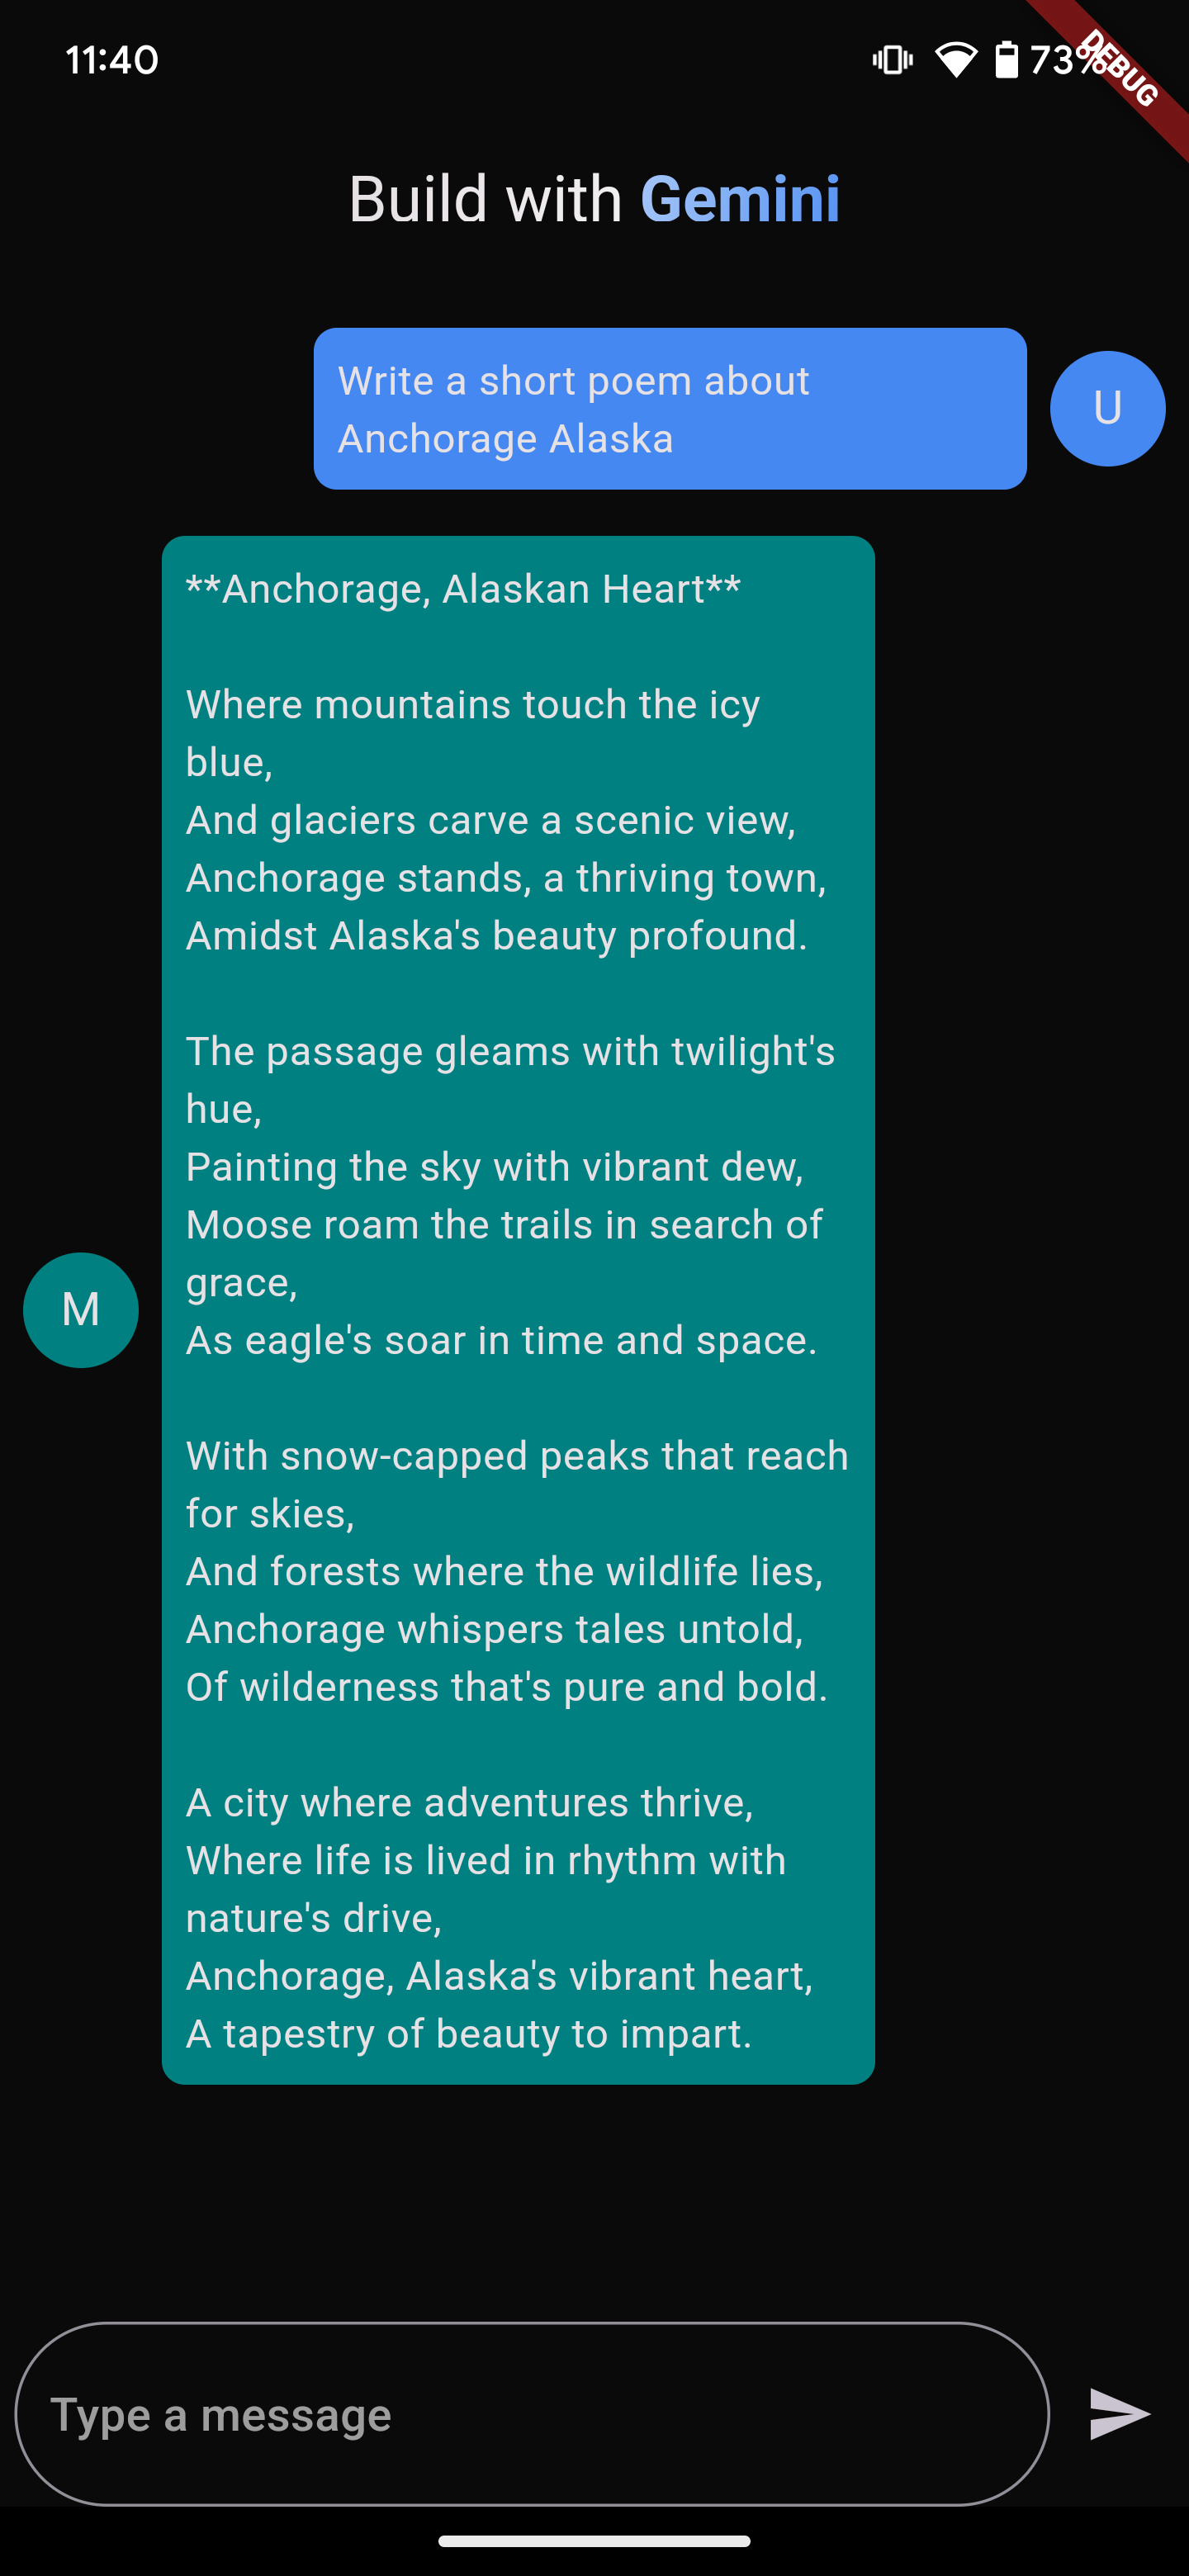 11:40
73%
DEBUG
Build with Gemini
Write a short poem about
Anchorage Alaska
U
**Anchorage, Alaskan Heart**
Where mountains touch the icy
blue,
And glaciers carve a scenic view,
Anchorage stands, a thriving town,
Amidst Alaska's beauty profound.
The passage gleams with twilight's
hue,
Painting the sky with vibrant dew,
Moose roam the trails in search of
grace,
As eagle's soar in time and space.
M
With snow-capped peaks that reach
for skies,
And forests where the wildlife lies,
Anchorage whispers tales untold,
Of wilderness that's pure and bold.
A city where adventures thrive,
Where life is lived in rhythm with
nature's drive,
Anchorage, Alaska's vibrant heart,
A tapestry of beauty to impart.
Type a message